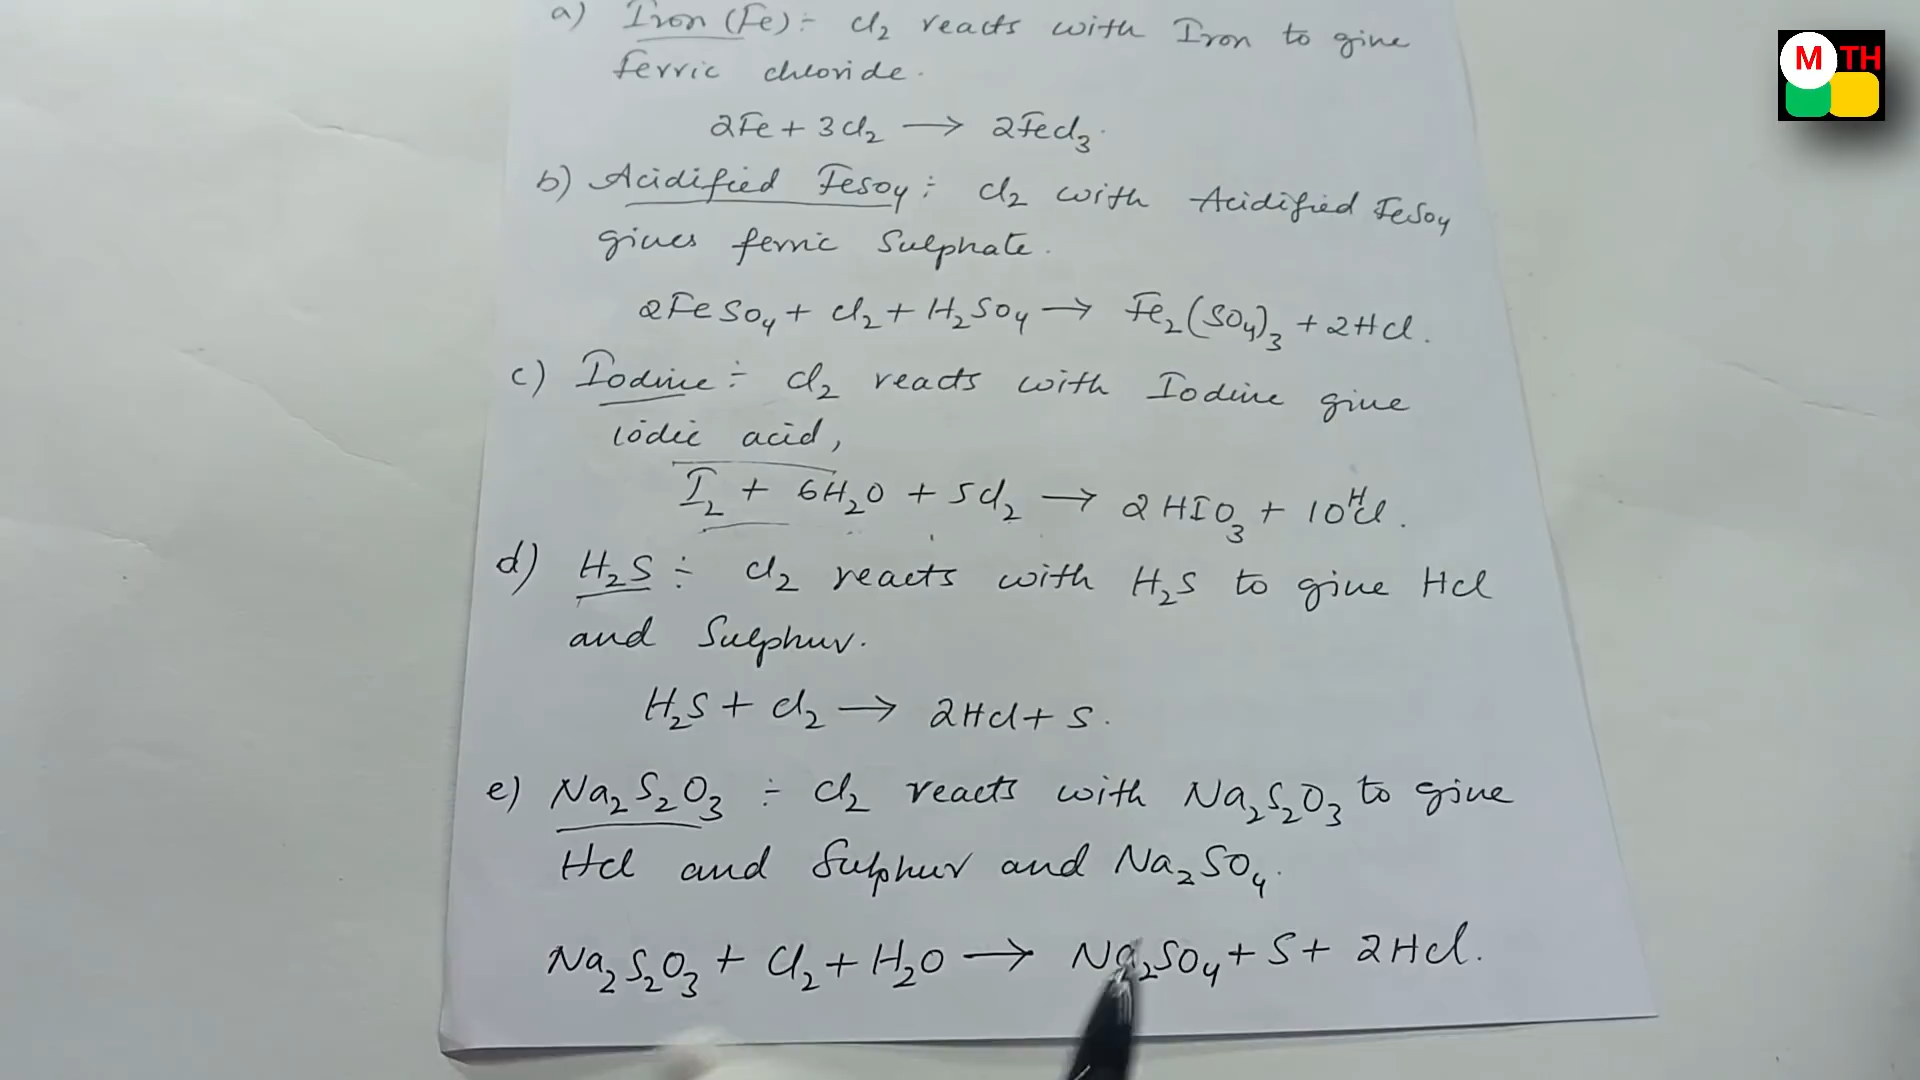 a) Iron (Fe) :- Cl₂ reacts with Iron to give
ferric chloride.
2Fe + 3Cl₂ → 2FeCl₃.
b) Acidified FeSO₄ :- Cl₂ with Acidified FeSO₄
gives ferric Sulphate.
2FeSO₄ + Cl₂ + H₂SO₄ → Fe₂(SO₄)₃ + 2HCl.
c) Iodine :- Cl₂ reacts with Iodine give
iodic acid,
I₂ + 6H₂O + 5Cl₂ → 2HIO₃ + 10HCl.
d) H₂S :- Cl₂ reacts with H₂S to give HCl
and Sulphur.
H₂S + Cl₂ → 2HCl + S.
e) Na₂S₂O₃ :- Cl₂ reacts with Na₂S₂O₃ to give
HCl and Sulphur and Na₂SO₄.
Na₂S₂O₃ + Cl₂ + H₂O → Na₂SO₄ + S + 2HCl.
M TH